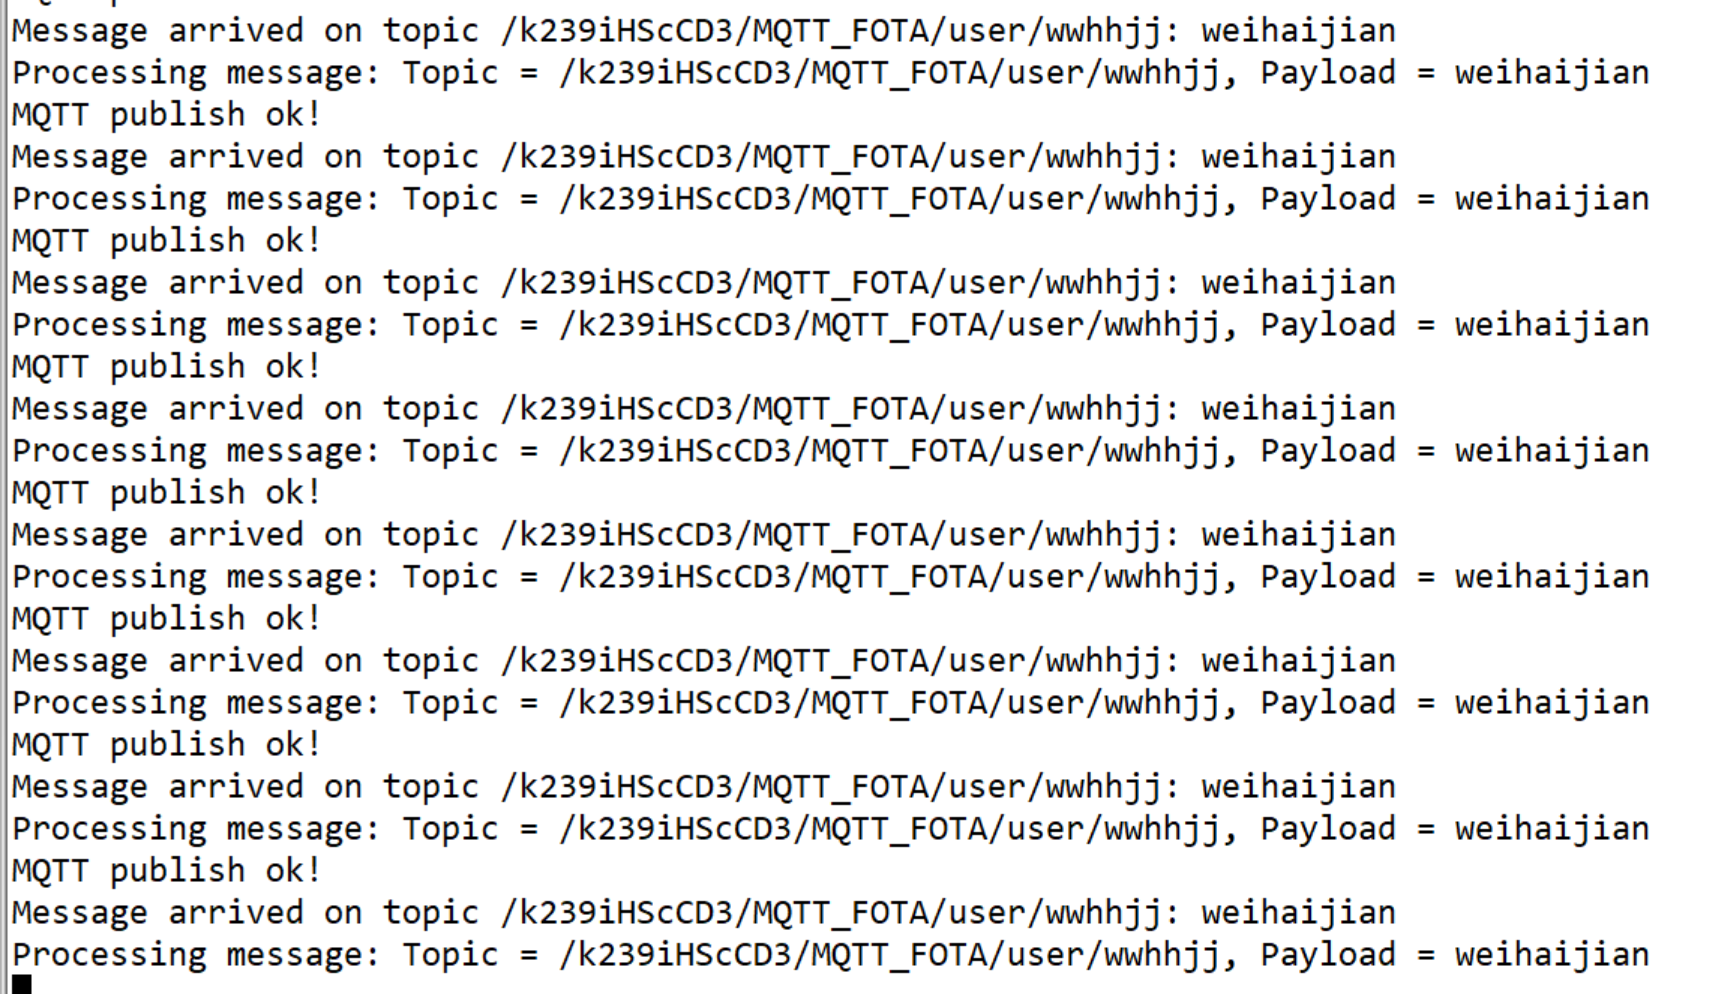 Message arrived on topic /k239iHScCD3/MQTT_FOTA/user/wwhhjj: weihaijian
Processing message: Topic = /k239iHScCD3/MQTT_FOTA/user/wwhhjj, Payload = weihaijian
MQTT publish ok!
Message arrived on topic /k239iHScCD3/MQTT_FOTA/user/wwhhjj: weihaijian
Processing message: Topic = /k239iHScCD3/MQTT_FOTA/user/wwhhjj, Payload = weihaijian
MQTT publish ok!
Message arrived on topic /k239iHScCD3/MQTT_FOTA/user/wwhhjj: weihaijian
Processing message: Topic = /k239iHScCD3/MQTT_FOTA/user/wwhhjj, Payload = weihaijian
MQTT publish ok!
Message arrived on topic /k239iHScCD3/MQTT_FOTA/user/wwhhjj: weihaijian
Processing message: Topic = /k239iHScCD3/MQTT_FOTA/user/wwhhjj, Payload = weihaijian
MQTT publish ok!
Message arrived on topic /k239iHScCD3/MQTT_FOTA/user/wwhhjj: weihaijian
Processing message: Topic = /k239iHScCD3/MQTT_FOTA/user/wwhhjj, Payload = weihaijian
MQTT publish ok!
Message arrived on topic /k239iHScCD3/MQTT_FOTA/user/wwhhjj: weihaijian
Processing message: Topic = /k239iHScCD3/MQTT_FOTA/user/wwhhjj, Payload = weihaijian
MQTT publish ok!
Message arrived on topic /k239iHScCD3/MQTT_FOTA/user/wwhhjj: weihaijian
Processing message: Topic = /k239iHScCD3/MQTT_FOTA/user/wwhhjj, Payload = weihaijian
MQTT publish ok!
Message arrived on topic /k239iHScCD3/MQTT_FOTA/user/wwhhjj: weihaijian
Processing message: Topic = /k239iHScCD3/MQTT_FOTA/user/wwhhjj, Payload = weihaijian